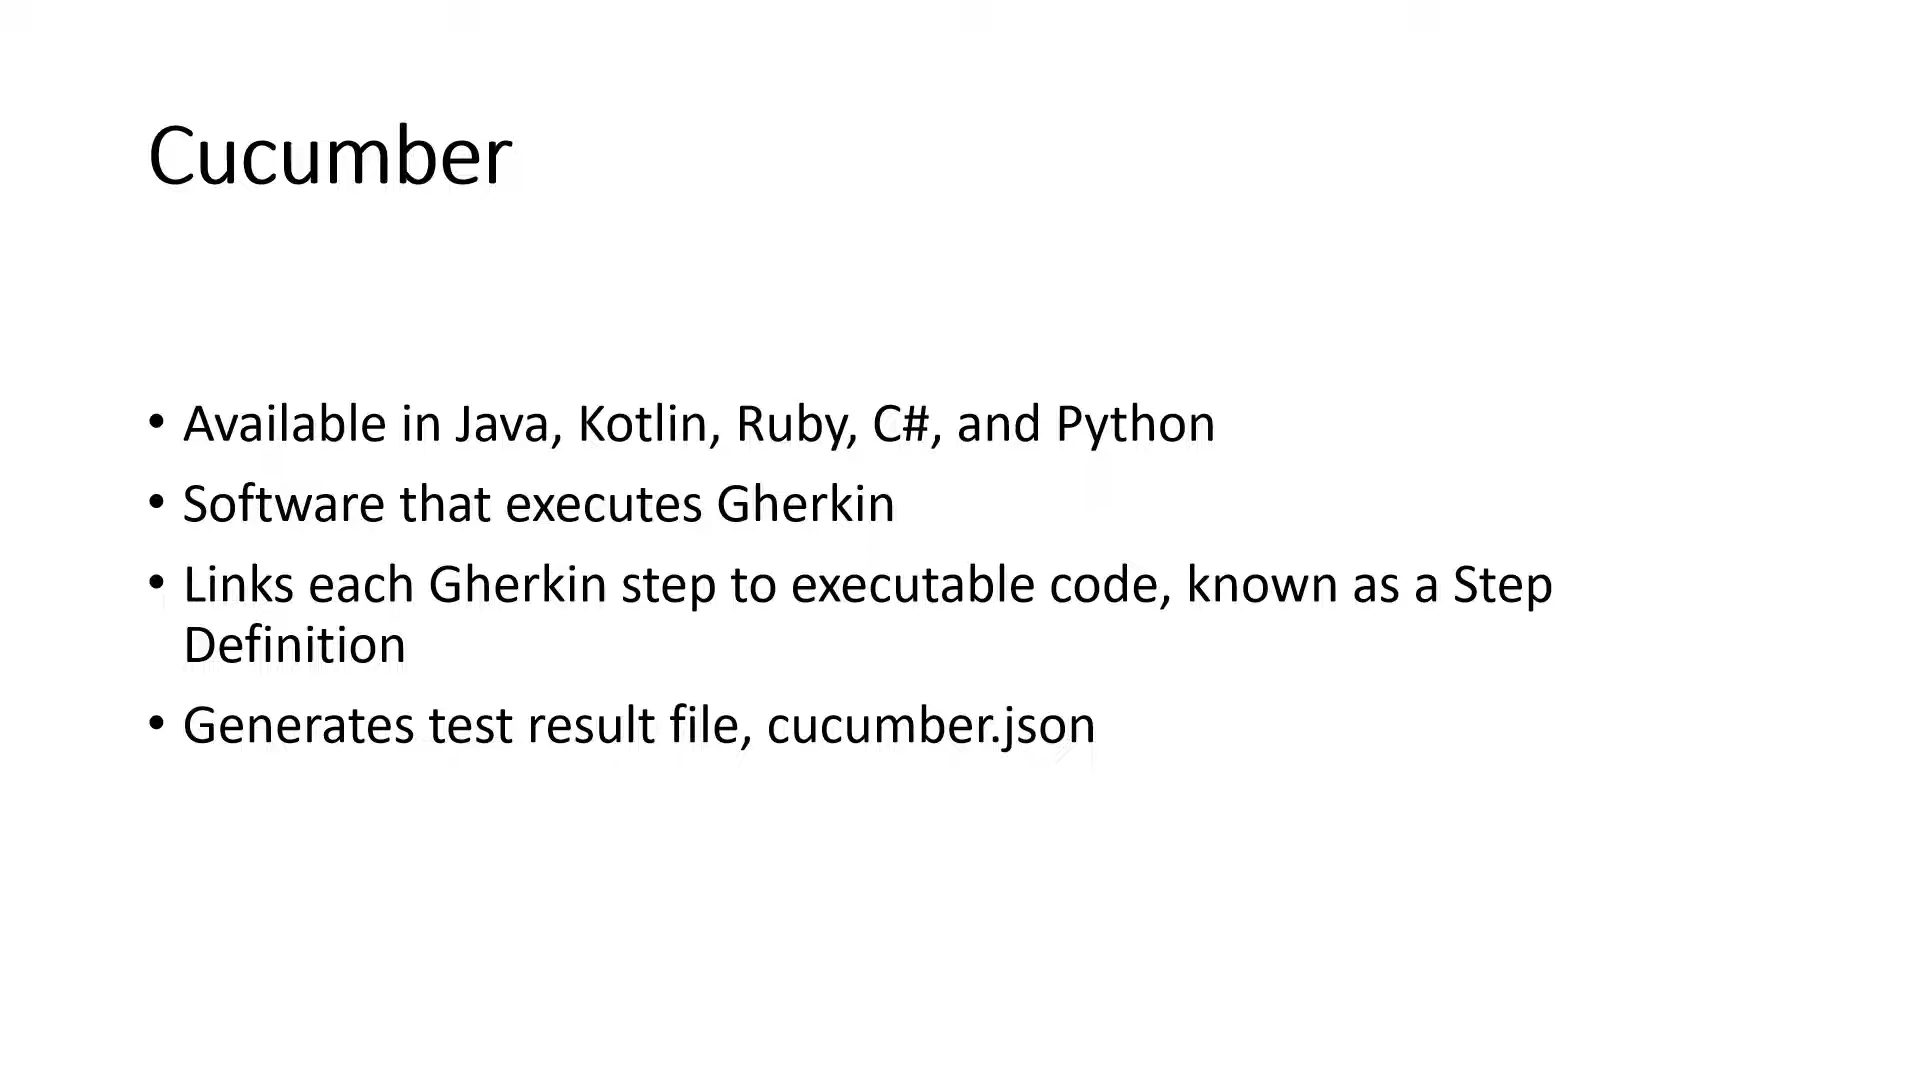 Cucumber
• Available in Java, Kotlin, Ruby, C#, and Python
• Software that executes Gherkin
• Links each Gherkin step to executable code, known as a Step
Definition
• Generates test result file, cucumber.json